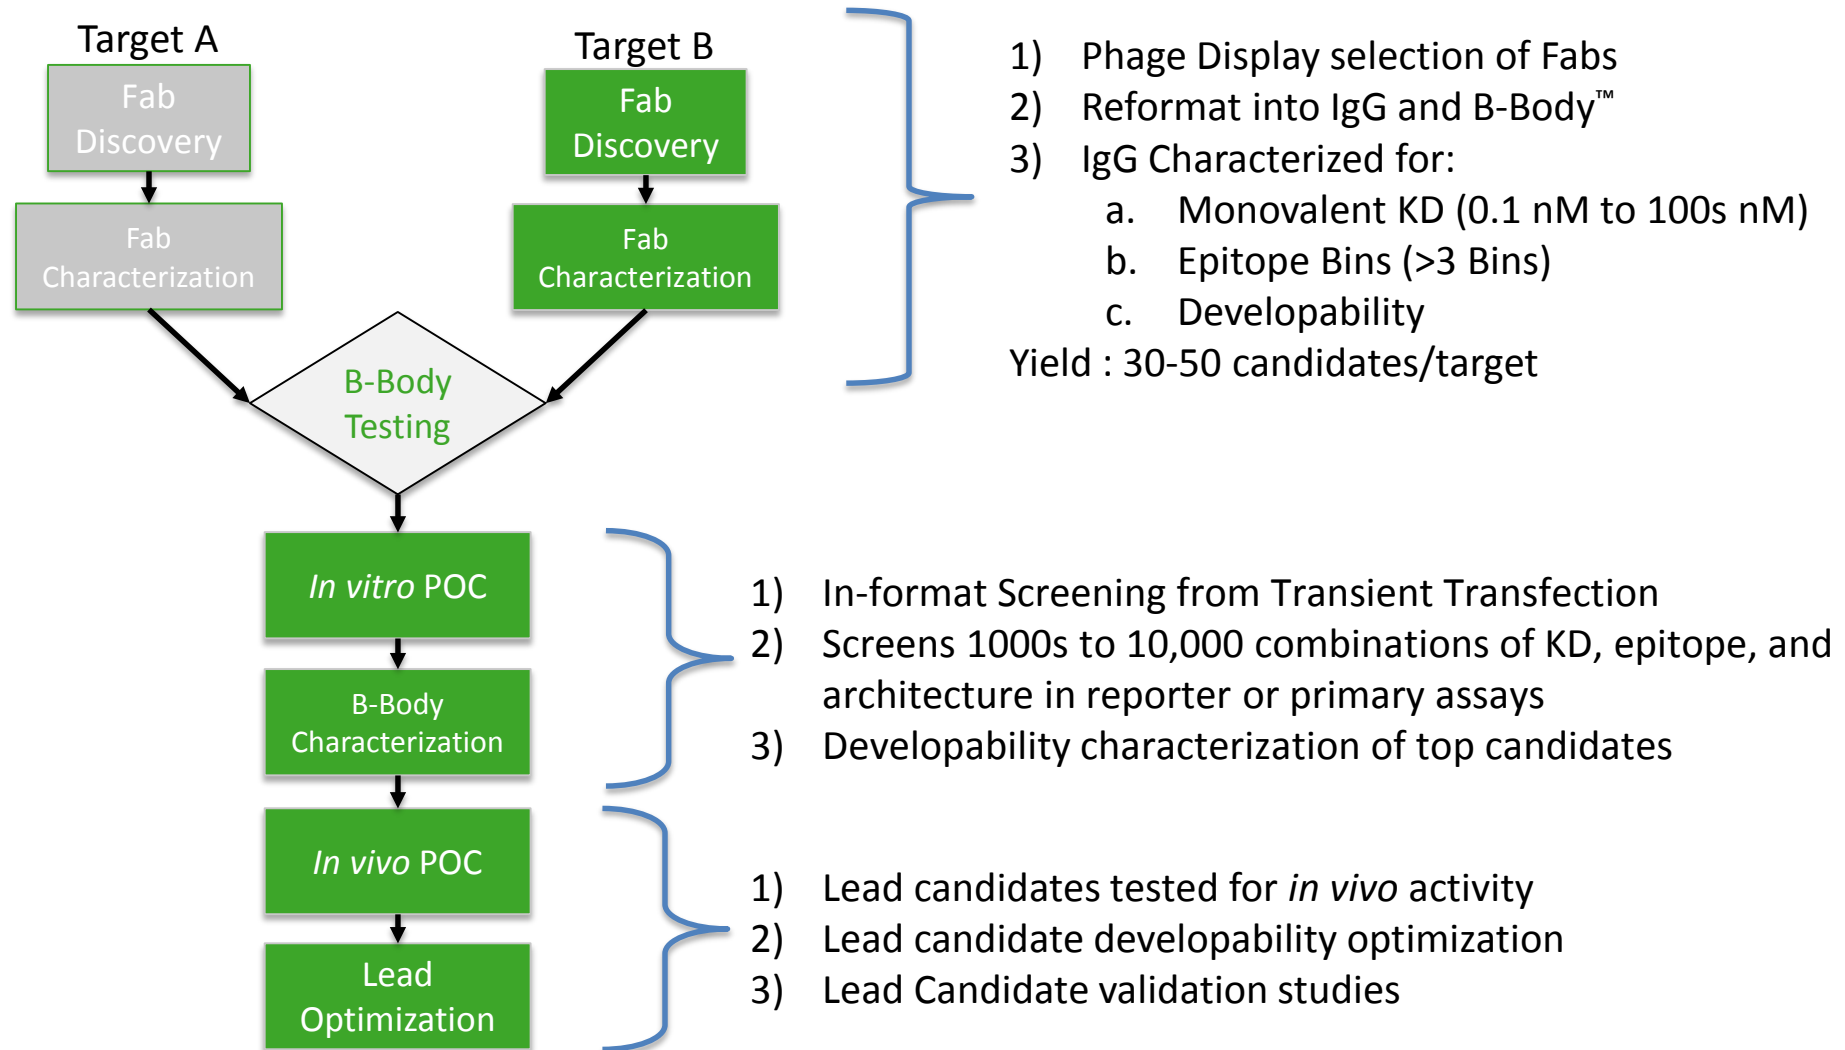 Target A
Target B
Fab
Discovery
Fab
Discovery
Fab
Characterization
Fab
Characterization
B-Body
Testing
1) Phage Display selection of Fabs
2) Reformat into IgG and B-Body™
3) IgG Characterized for:
a. Monovalent KD (0.1 nM to 100s nM)
b. Epitope Bins (>3 Bins)
c. Developability
Yield : 30-50 candidates/target
In vitro POC
B-Body
Characterization
1) In-format Screening from Transient Transfection
2) Screens 1000s to 10,000 combinations of KD, epitope, and
architecture in reporter or primary assays
3) Developability characterization of top candidates
In vivo POC
Lead
Optimization
1) Lead candidates tested for in vivo activity
2) Lead candidate developability optimization
3) Lead Candidate validation studies